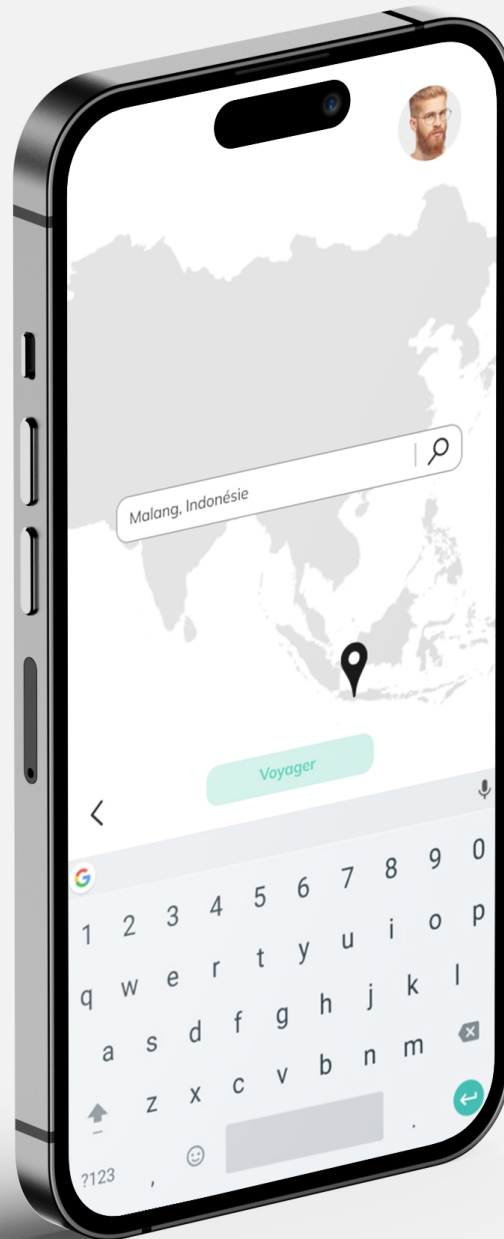 Malang, Indonésie
Voyager
G
1 2 3 4 5 6 7 8 9 0
q w e r t y u i o p
a s d f g h j k l
z x c v b n m
?123 , .